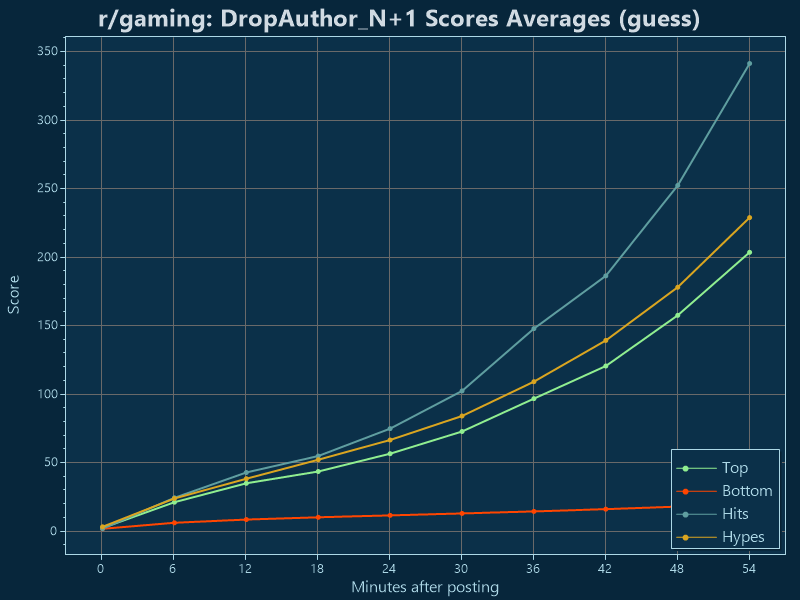 r/gaming: DropAuthor_N+1 Scores Averages (guess)
350
300
250
200
150
100
50
0
Score
0 6 12 18 24 30 36 42 48 54
Minutes after posting
Top
Bottom
Hits
Hypes